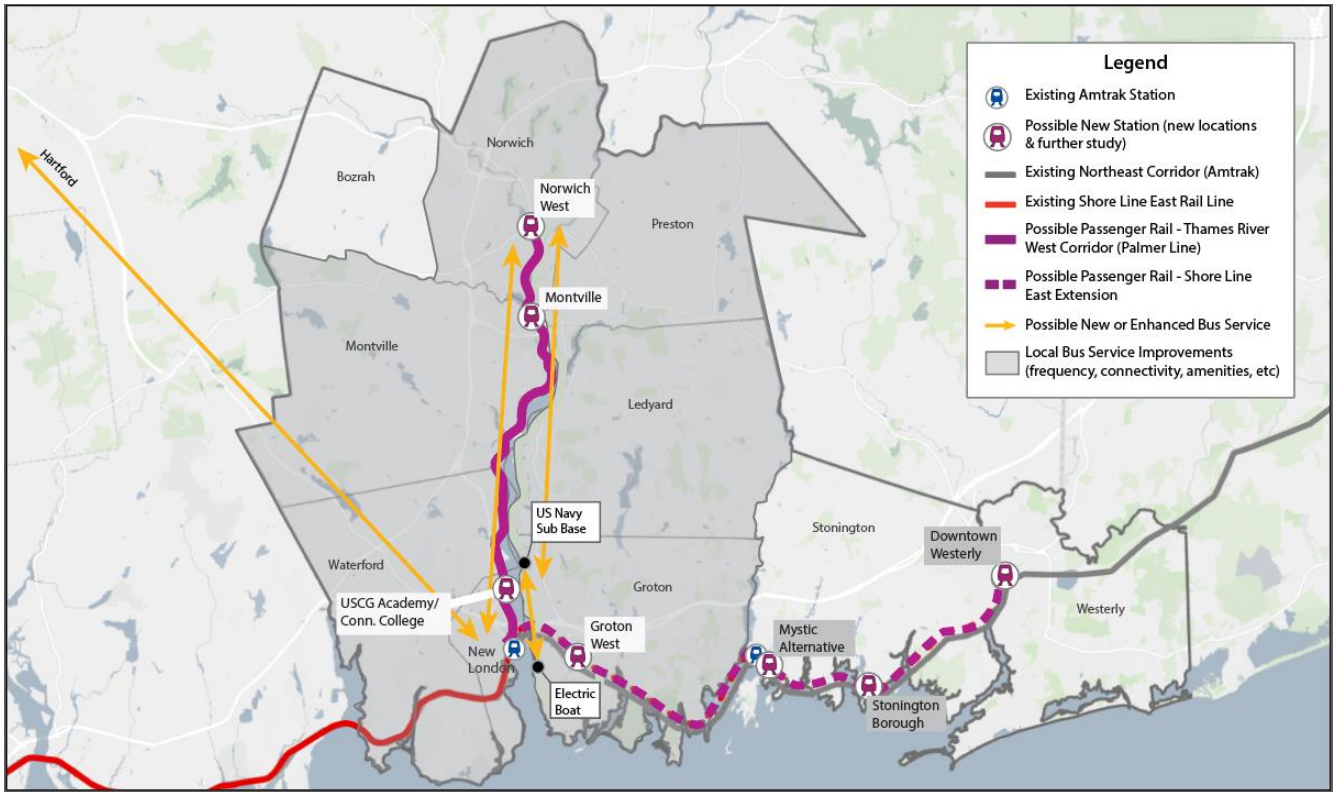 Legend
Existing Amtrak Station
Possible New Station (new locations
& further study)
Existing Northeast Corridor (Amtrak)
Existing Shore Line East Rail Line
Possible Passenger Rail - Thames River
West Corridor (Palmer Line)
Possible Passenger Rail - Shore Line
East Extension
Possible New or Enhanced Bus Service
Local Bus Service Improvements
(frequency, connectivity, amenities, etc)
Hartford
Norwich
Bozrah
Norwich
West
Preston
Montville
Montville
Ledyard
US Navy
Sub Base
Stonington
Downtown
Westerly
Waterford
Groton
Westerly
USCG Academy/
Conn. College
Groton
West
Mystic
Alternative
New
London
Electric
Boat
Stonington
Borough